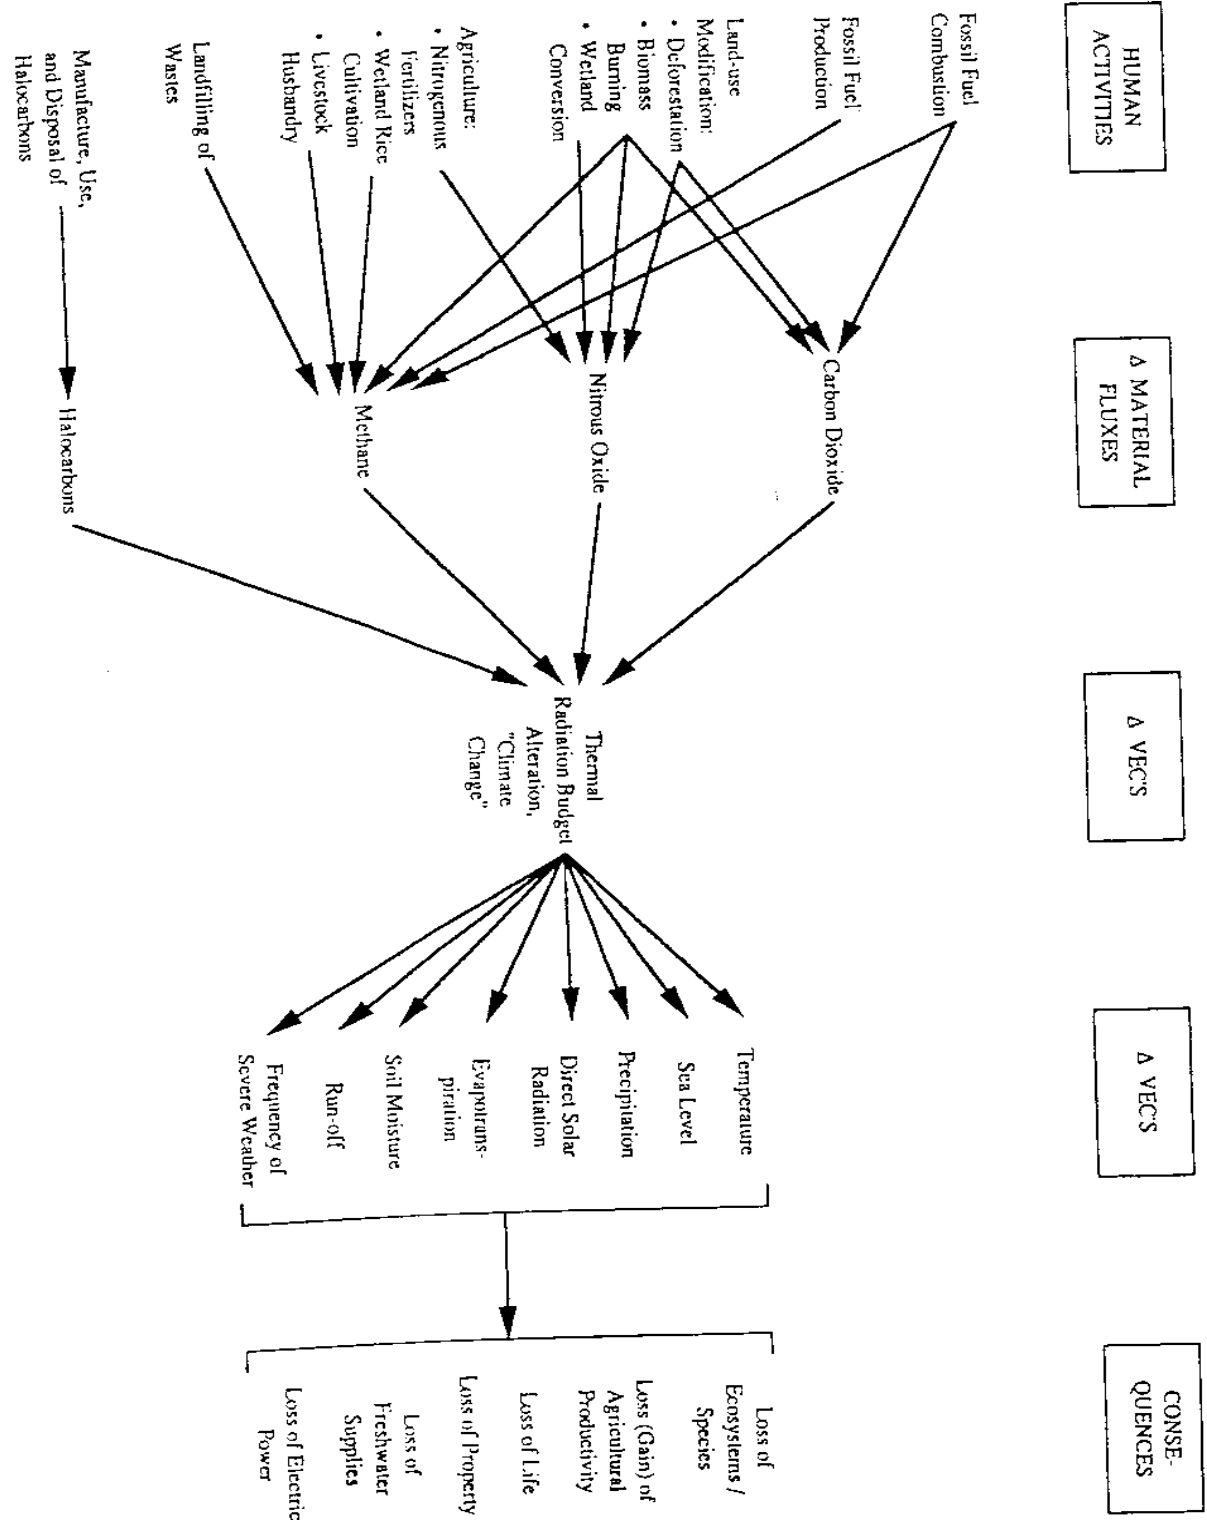 HUMAN
ACTIVITIES
Δ MATERIAL
FLUXES
Δ VEC'S
Δ VEC'S
CONSE-
QUENCES
Fossil Fuel
Combustion
Fossil Fuel
Production
Land-use
Modification:
• Deforestation
• Biomass
Burning
• Wetland
Conversion
Agriculture:
• Nitrogenous
Fertilizers
• Wetland Rice
Cultivation
• Livestock
Husbandry
Landfilling of
Wastes
Manufacture, Use,
and Disposal of
Halocarbons
Carbon Dioxide
Nitrous Oxide
Methane
Halocarbons
Thermal
Radiation Budget
Alteration,
"Climate
Change"
Temperature
Sea Level
Precipitation
Direct Solar
Radiation
Evapotrans-
piration
Soil Moisture
Run-off
Frequency of
Severe Weather
Loss of
Ecosystems /
Species
Loss (Gain) of
Agricultural
Productivity
Loss of Life
Loss of Property
Loss of
Freshwater
Supplies
Loss of Electric
Power